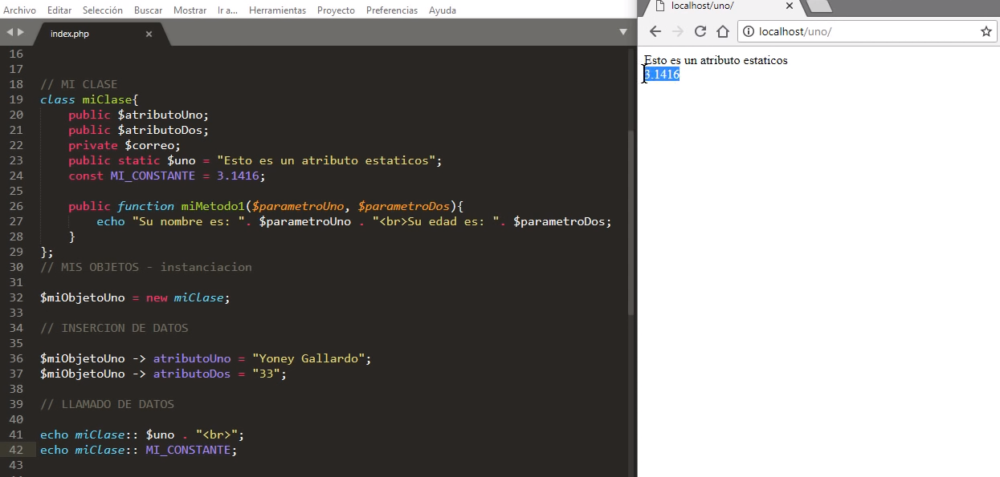 Archivo Editar Selección Buscar Mostrar Ir a... Herramientas Proyecto Preferencias Ayuda
index.php
16
17
18 // MI CLASE
19 class miClase{
20 public $atributoUno;
21 public $atributoDos;
22 private $correo;
23 public static $uno = "Esto es un atributo estaticos";
24 const MI_CONSTANTE = 3.1416;
25
26 public function miMetodo1($parametroUno, $parametroDos){
27 echo "Su nombre es: ". $parametroUno . "<br>Su edad es: ". $parametroDos;
28 }
29 };
30 // MIS OBJETOS - instanciacion
31
32 $miObjetoUno = new miClase;
33
34 // INSERCION DE DATOS
35
36 $miObjetoUno -> atributoUno = "Yoney Gallardo";
37 $miObjetoUno -> atributoDos = "33";
38
39 // LLAMADO DE DATOS
40
41 echo miClase:: $uno . "<br>";
42 echo miClase:: MI_CONSTANTE;
43
localhost/uno/
localhost/uno/
Esto es un atributo estaticos
3.1416